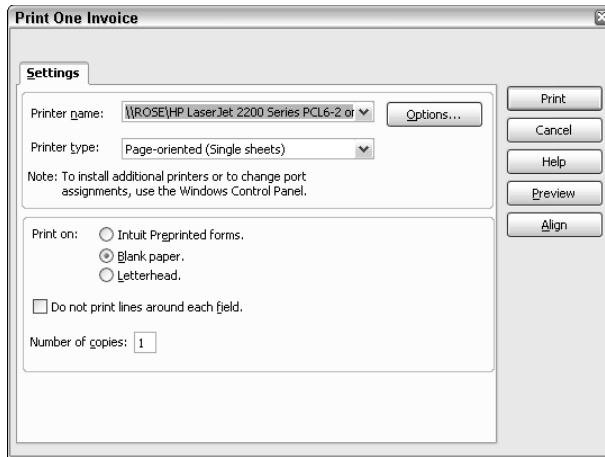 Print One Invoice
Settings
Printer name:
\\ROSE\HP LaserJet 2200 Series PCL6-2 or
Options...
Printer type:
Page-oriented (Single sheets)
Note: To install additional printers or to change port
assignments, use the Windows Control Panel.
Print on:
Intuit Preprinted forms.
Blank paper.
Letterhead.
Do not print lines around each field.
Number of copies: 1
Print
Cancel
Help
Preview
Align